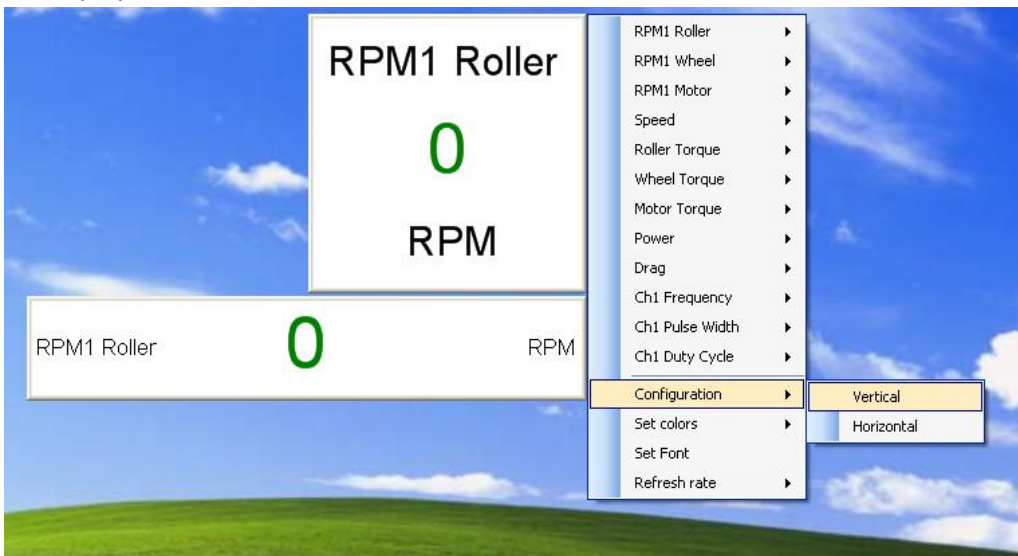 RPM1 Roller
0
RPM
RPM1 Roller 0 RPM
RPM1 Roller
RPM1 Wheel
RPM1 Motor
Speed
Roller Torque
Wheel Torque
Motor Torque
Power
Drag
Ch1 Frequency
Ch1 Pulse Width
Ch1 Duty Cycle
Configuration
Set colors
Set Font
Refresh rate
Vertical
Horizontal